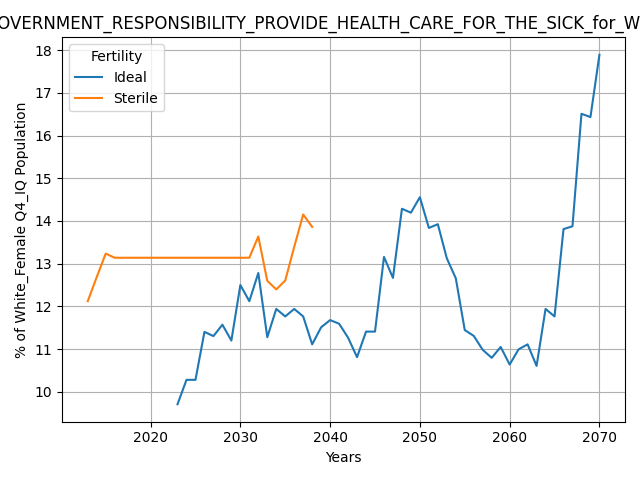 OVERNMENT_RESPONSIBILITY_PROVIDE_HEALTH_CARE_FOR_THE_SICK_for_W
Fertility
Ideal
Sterile
18
17
16
15
14
13
12
11
10
% of White_Female Q4_IQ Population
2020 2030 2040 2050 2060 2070
Years